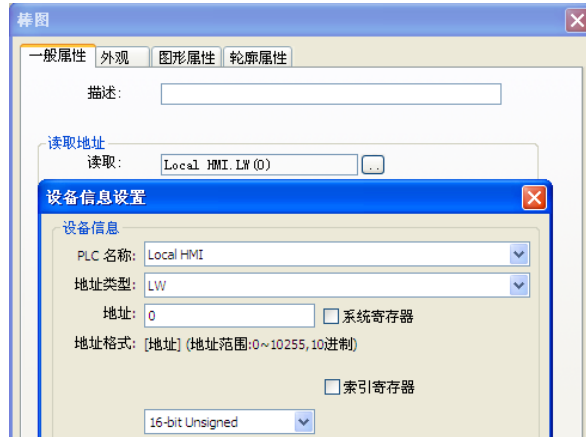 棒图
一般属性 外观 图形属性 轮廓属性
描述:
读取地址
读取: Local HMI.LW(0) ..
设备信息设置
设备信息
PLC 名称: Local HMI
地址类型: LW
地址: 0 系统寄存器
地址格式: [地址] (地址范围:0~10255,10进制)
索引寄存器
16-bit Unsigned